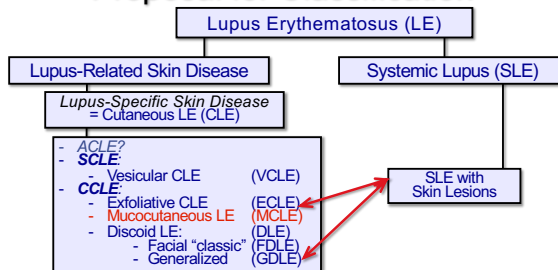 Lupus Erythematosus (LE)
Lupus-Related Skin Disease
Systemic Lupus (SLE)
Lupus-Specific Skin Disease
= Cutaneous LE (CLE)
- ACLE?
- SCLE:
- Vesicular CLE (VCLE)
- CCLE:
- Exfoliative CLE (ECLE)
- Mucocutaneous LE (MCLE)
- Discoid LE: (DLE)
- Facial “classic” (FDLE)
- Generalized (GDLE)
SLE with
Skin Lesions